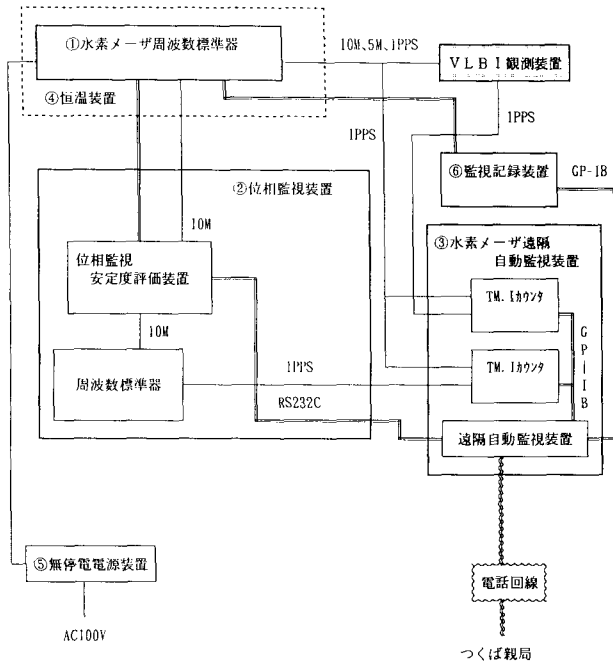 ①水素メーザ周波数標準器
10M、5M、1PPS
VLBI観測装置
④恒温装置
1PPS
1PPS
⑥監視記録装置
GP-IB
②位相監視装置
10M
③水素メーザ遠隔
自動監視装置
位相監視
安定度評価装置
TM.Iカウンタ
10M
GP-IB
1PPS
TM.Iカウンタ
周波数標準器
RS232C
遠隔自動監視装置
⑤無停電電源装置
電話回線
AC100V
つくば親局